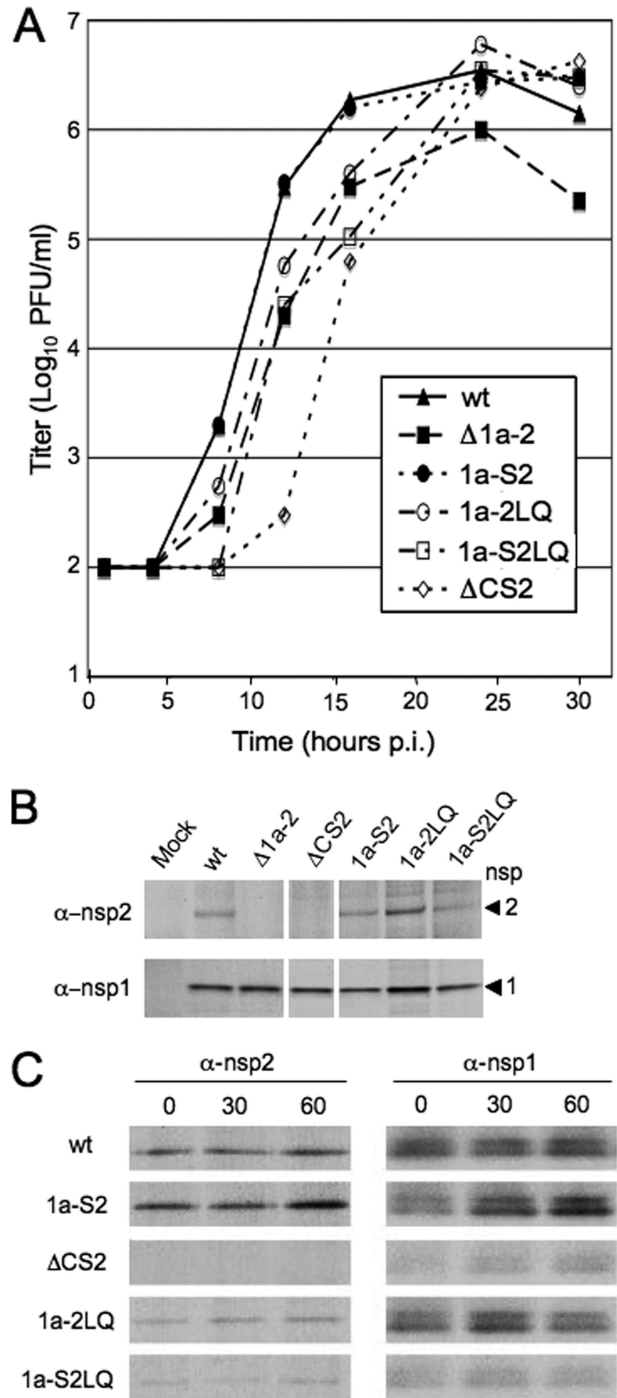 A
7
6
5
4
3
2
1
Titer (Log10 PFU/ml)
wt
Δ1a-2
1a-S2
1a-2LQ
1a-S2LQ
ΔCS2
0 5 10 15 20 25 30
Time (hours p.i.)
B
Mock wt Δ1a-2 ΔCS2 1a-S2 1a-2LQ 1a-S2LQ nsp
α–nsp2 2
α–nsp1 1
C
α-nsp2 α-nsp1
0 30 60 0 30 60
wt
1a-S2
ΔCS2
1a-2LQ
1a-S2LQ